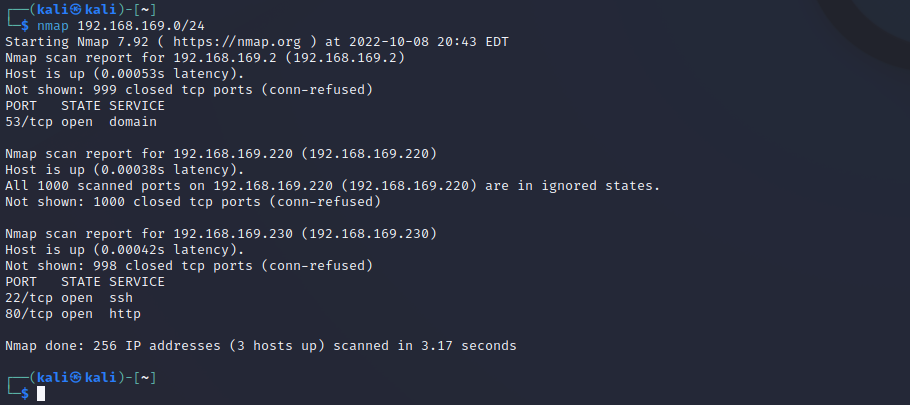 ┌──(kali㉿kali)-[~]
└─$ nmap 192.168.169.0/24
Starting Nmap 7.92 ( https://nmap.org ) at 2022-10-08 20:43 EDT
Nmap scan report for 192.168.169.2 (192.168.169.2)
Host is up (0.00053s latency).
Not shown: 999 closed tcp ports (conn-refused)
PORT   STATE SERVICE
53/tcp open  domain

Nmap scan report for 192.168.169.220 (192.168.169.220)
Host is up (0.00038s latency).
All 1000 scanned ports on 192.168.169.220 (192.168.169.220) are in ignored states.
Not shown: 1000 closed tcp ports (conn-refused)

Nmap scan report for 192.168.169.230 (192.168.169.230)
Host is up (0.00042s latency).
Not shown: 998 closed tcp ports (conn-refused)
PORT   STATE SERVICE
22/tcp open  ssh
80/tcp open  http

Nmap done: 256 IP addresses (3 hosts up) scanned in 3.17 seconds

┌──(kali㉿kali)-[~]
└─$